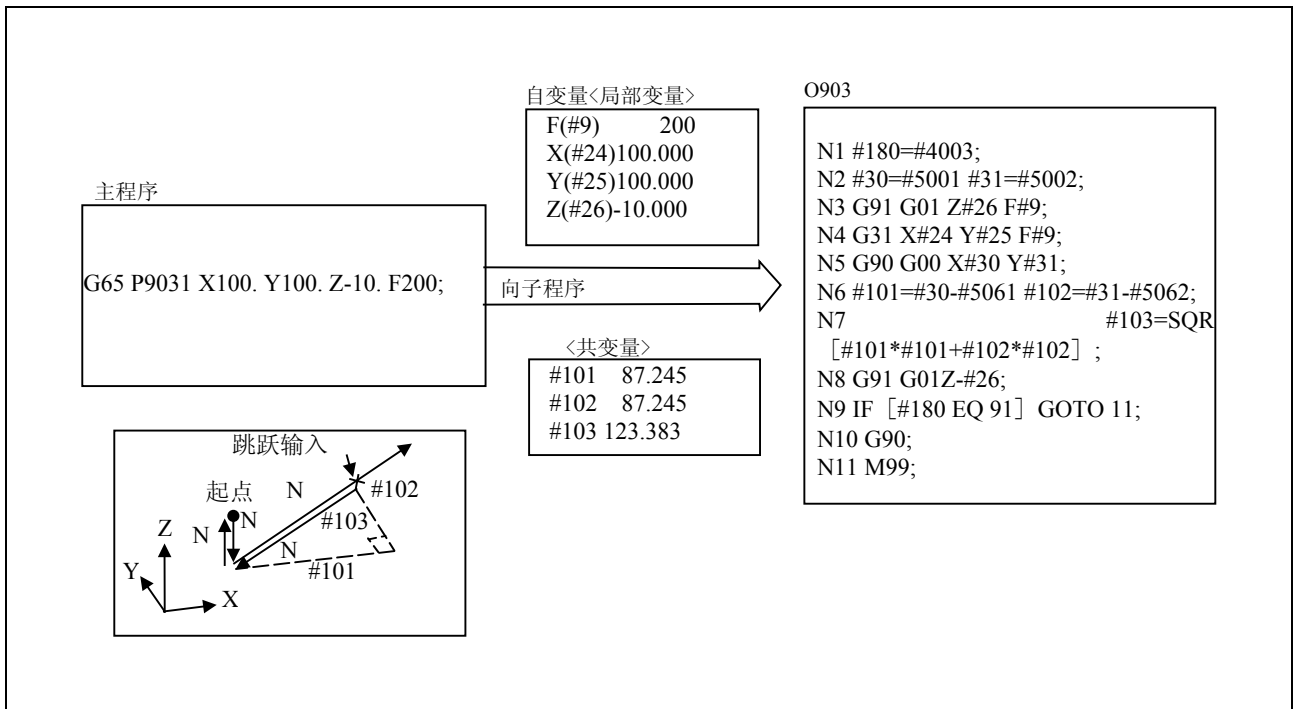 主程序
G65 P9031 X100. Y100. Z-10. F200;
自变量<局部变量>
F(#9) 200
X(#24)100.000
Y(#25)100.000
Z(#26)-10.000
向子程序
<共变量>
#101 87.245
#102 87.245
#103 123.383
O903
N1 #180=#4003;
N2 #30=#5001 #31=#5002;
N3 G91 G01 Z#26 F#9;
N4 G31 X#24 Y#25 F#9;
N5 G90 G00 X#30 Y#31;
N6 #101=#30-#5061 #102=#31-#5062;
N7 #103=SQR
［#101*#101+#102*#102］;
N8 G91 G01Z-#26;
N9 IF［#180 EQ 91］GOTO 11;
N10 G90;
N11 M99;
跳跃输入
起点 N #102
Z N N #103
N
Y #101
X